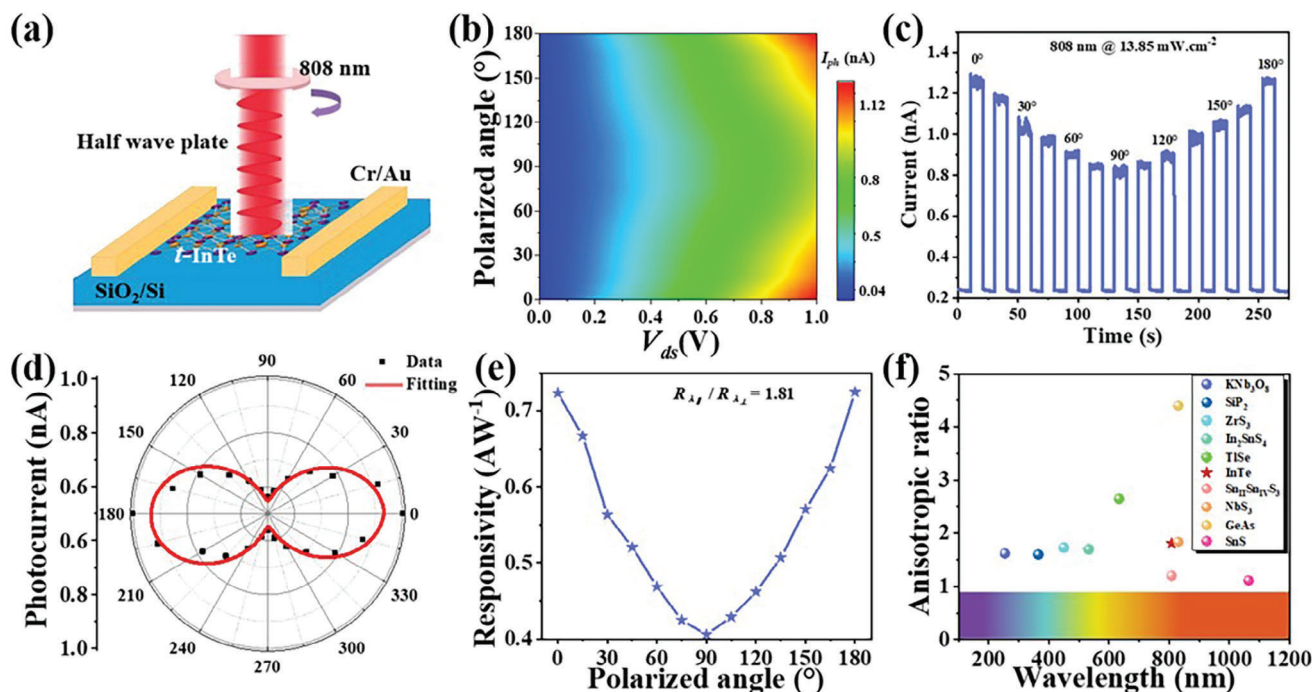 (a)
808 nm
Half wave plate
Cr/Au
t-InTe
SiO2/Si
(b)
Polarized angle (°)
180
150
120
90
60
30
0
0.0 0.2 0.4 0.6 0.8 1.0
Vds(V)
Iph (nA)
1.12
0.8
0.5
0.04
(c)
808 nm @ 13.85 mW.cm-2
Current (nA)
1.4
1.2
1.0
0.8
0.6
0.4
0.2
0° 30° 60° 90° 120° 150° 180°
0 50 100 150 200 250
Time (s)
(d)
Photocurrent (nA)
1.0
0.8
0.6
0.6
0.8
1.0
Data
Fitting
90
120 60
150 30
180 0
210 330
240 300
270
(e)
Rλ∥ / Rλ⊥ = 1.81
Responsivity (AW-1)
0.7
0.6
0.5
0.4
0 30 60 90 120 150 180
Polarized angle (°)
(f)
Anisotropic ratio
5
4
3
2
1
0
KNb3O8
SiP2
ZrS3
In2SnS4
TlSe
InTe
SnIISnIVS3
NbS3
GeAs
SnS
200 400 600 800 1000 1200
Wavelength (nm)